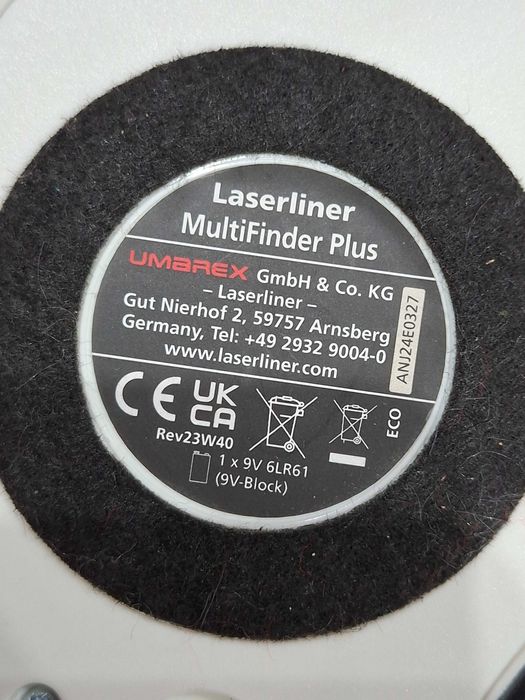 Laserliner
MultiFinder Plus
UMAREX GmbH & Co. KG
– Laserliner –
Gut Nierhof 2, 59757 Arnsberg
Germany, Tel: +49 2932 9004-0
www.laserliner.com
ANJ24E0327
CE UK
CA
Rev23W40
ECO
1 x 9V 6LR61
(9V-Block)